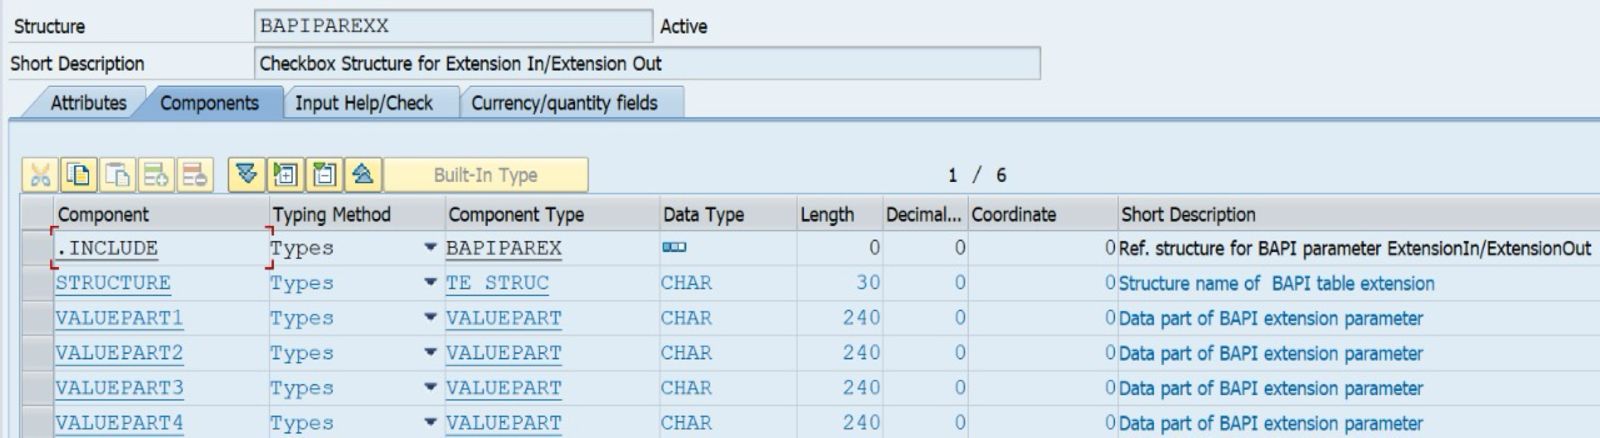 Structure BAPIPAREXX Active
Short Description Checkbox Structure for Extension In/Extension Out
Attributes Components Input Help/Check Currency/quantity fields
Built-In Type 1 / 6
Component Typing Method Component Type Data Type Length Decimal... Coordinate Short Description
.INCLUDE Types BAPIPAREX 0 0 0 Ref. structure for BAPI parameter ExtensionIn/ExtensionOut
STRUCTURE Types TE_STRUC CHAR 30 0 0 Structure name of BAPI table extension
VALUEPART1 Types VALUEPART CHAR 240 0 0 Data part of BAPI extension parameter
VALUEPART2 Types VALUEPART CHAR 240 0 0 Data part of BAPI extension parameter
VALUEPART3 Types VALUEPART CHAR 240 0 0 Data part of BAPI extension parameter
VALUEPART4 Types VALUEPART CHAR 240 0 0 Data part of BAPI extension parameter